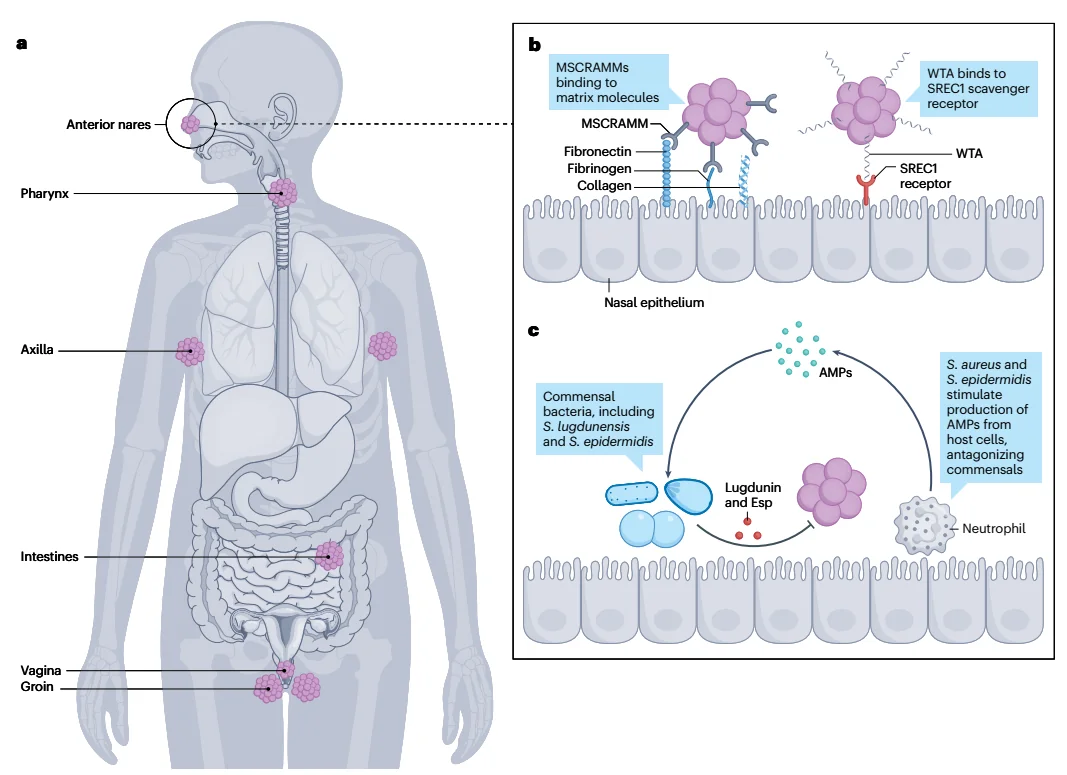 a
Anterior nares
Pharynx
Axilla
Intestines
Vagina
Groin
b
MSCRAMMs
binding to
matrix molecules
MSCRAMM
Fibronectin
Fibrinogen
Collagen
WTA binds to
SREC1 scavenger
receptor
WTA
SREC1
receptor
Nasal epithelium
c
AMPs
Commensal
bacteria, including
S. lugdunensis
and S. epidermidis
Lugdunin
and Esp
S. aureus and
S. epidermidis
stimulate
production of
AMPs from
host cells,
antagonizing
commensals
Neutrophil